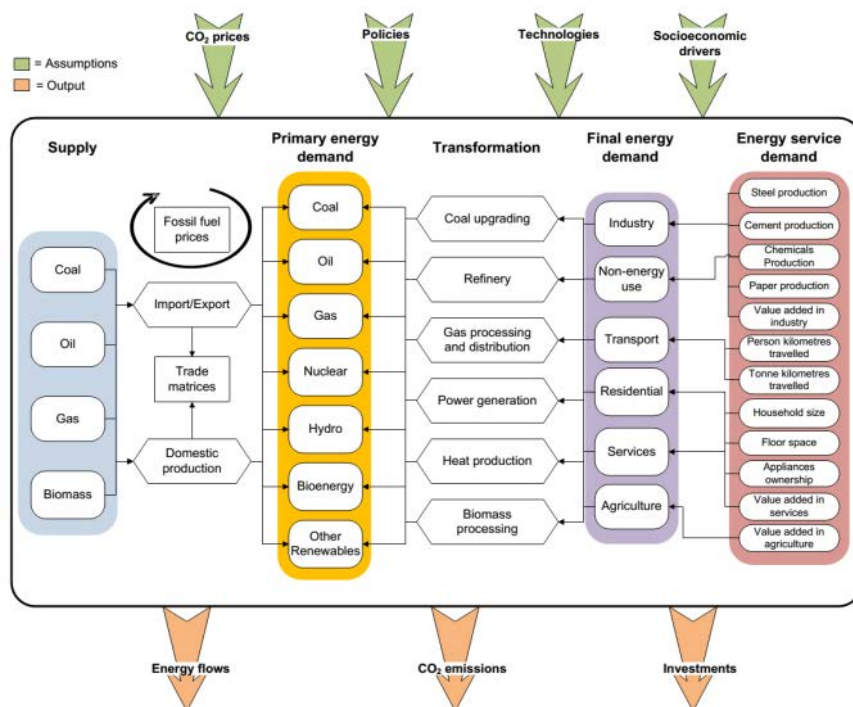 CO₂ prices
Policies
Technologies
Socioeconomic
drivers
= Assumptions
= Output
Supply
Primary energy
demand
Transformation
Final energy
demand
Energy service
demand
Fossil fuel
prices
Coal
Oil
Gas
Biomass
Import/Export
Trade
matrices
Domestic
production
Coal
Oil
Gas
Nuclear
Hydro
Bioenergy
Other
Renewables
Coal upgrading
Refinery
Gas processing
and distribution
Power generation
Heat production
Biomass
processing
Industry
Non-energy
use
Transport
Residential
Services
Agriculture
Steel production
Cement production
Chemicals
Production
Paper production
Value added in
industry
Person kilometres
travelled
Tonne kilometres
travelled
Household size
Floor space
Appliances
ownership
Value added in
services
Value added in
agriculture
Energy flows
CO₂ emissions
Investments